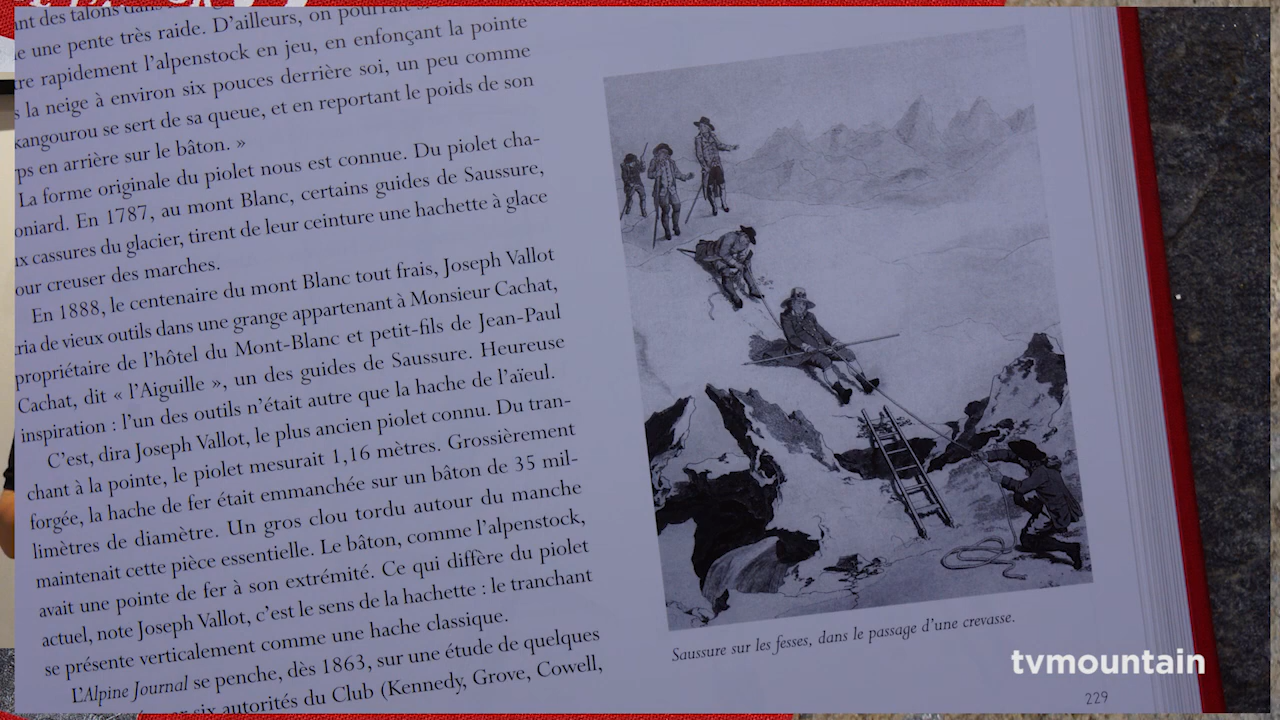 ant des talons dans
une pente très raide. D'ailleurs, on pourrait
rapidement l'alpenstock en jeu, en enfonçant la pointe
la neige à environ six pouces derrière soi, un peu comme
kangourou se sert de sa queue, et en reportant le poids de son
ps en arrière sur le bâton. »
La forme originale du piolet nous est connue. Du piolet cha-
oniard. En 1787, au mont Blanc, certains guides de Saussure,
x cassures du glacier, tirent de leur ceinture une hachette à glace
our creuser des marches.
En 1888, le centenaire du mont Blanc tout frais, Joseph Vallot
tria de vieux outils dans une grange appartenant à Monsieur Cachat,
propriétaire de l'hôtel du Mont-Blanc et petit-fils de Jean-Paul
Cachat, dit « l'Aiguille », un des guides de Saussure. Heureuse
inspiration : l'un des outils n'était autre que la hache de l'aïeul.
C'est, dira Joseph Vallot, le plus ancien piolet connu. Du tran-
chant à la pointe, le piolet mesurait 1,16 mètres. Grossièrement
forgée, la hache de fer était emmanchée sur un bâton de 35 mil-
limètres de diamètre. Un gros clou tordu autour du manche
maintenait cette pièce essentielle. Le bâton, comme l'alpenstock,
avait une pointe de fer à son extrémité. Ce qui diffère du piolet
actuel, note Joseph Vallot, c'est le sens de la hachette : le tranchant
se présente verticalement comme une hache classique.
L'Alpine Journal se penche, dès 1863, sur une étude de quelques
six autorités du Club (Kennedy, Grove, Cowell,
Saussure sur les fesses, dans le passage d'une crevasse.
tvmountain
229